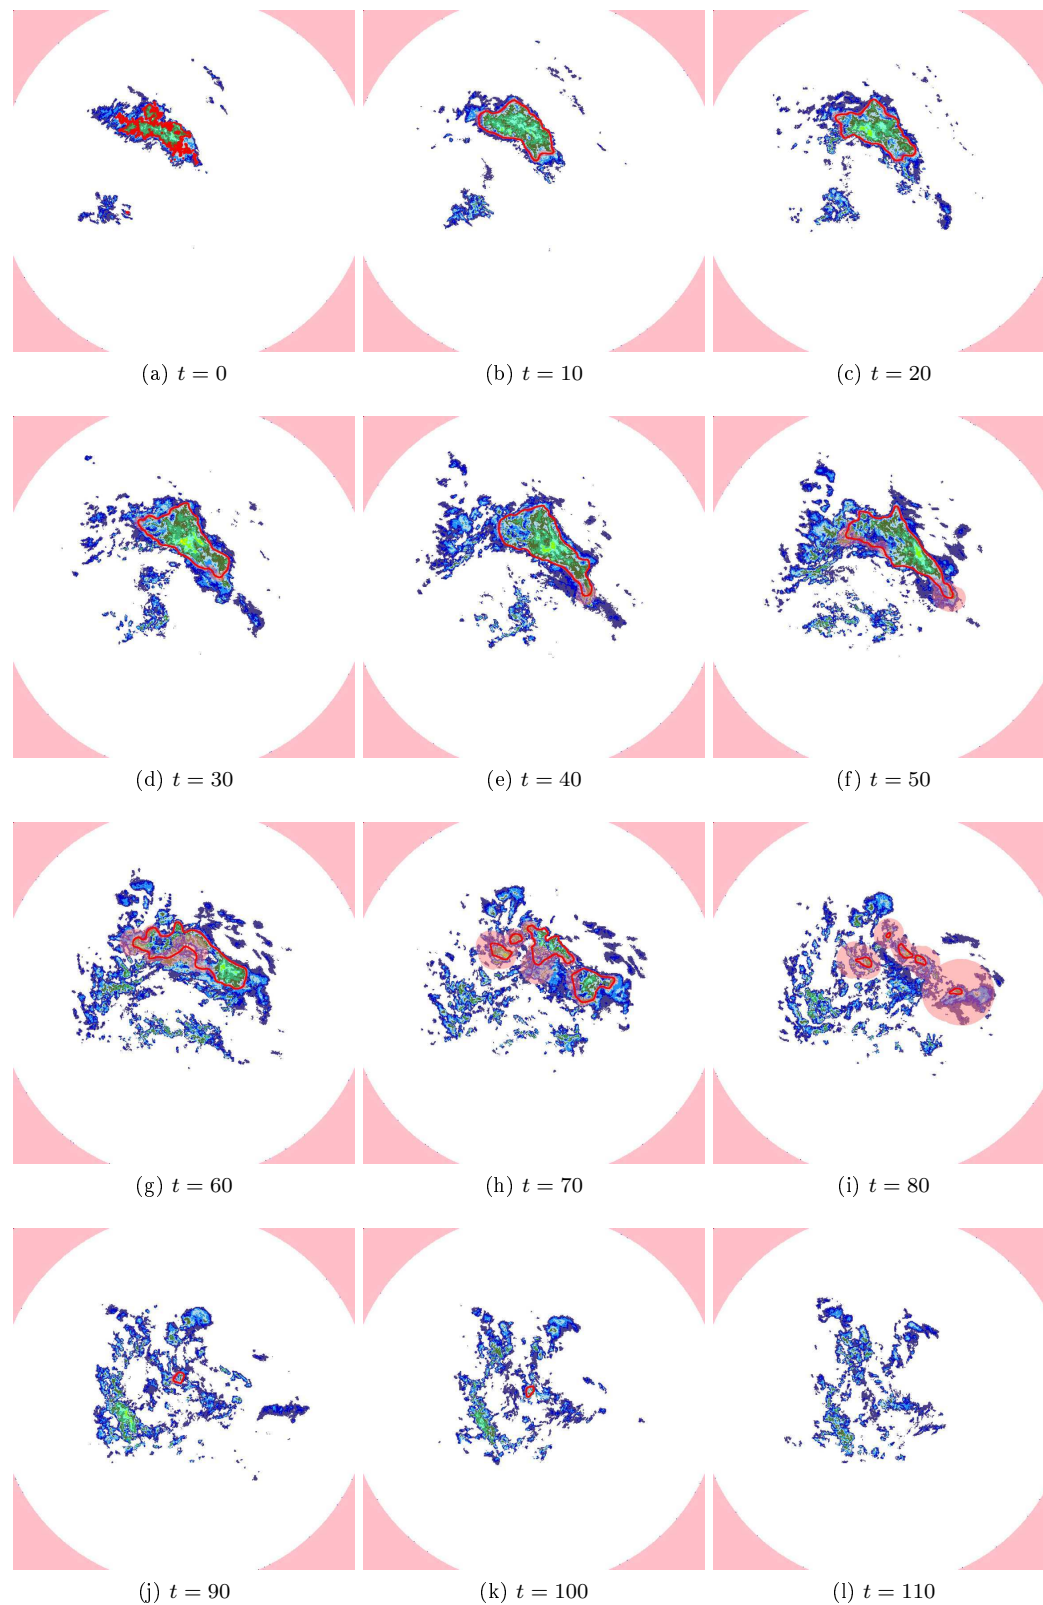 (a) t = 0
(b) t = 10
(c) t = 20
(d) t = 30
(e) t = 40
(f) t = 50
(g) t = 60
(h) t = 70
(i) t = 80
(j) t = 90
(k) t = 100
(l) t = 110